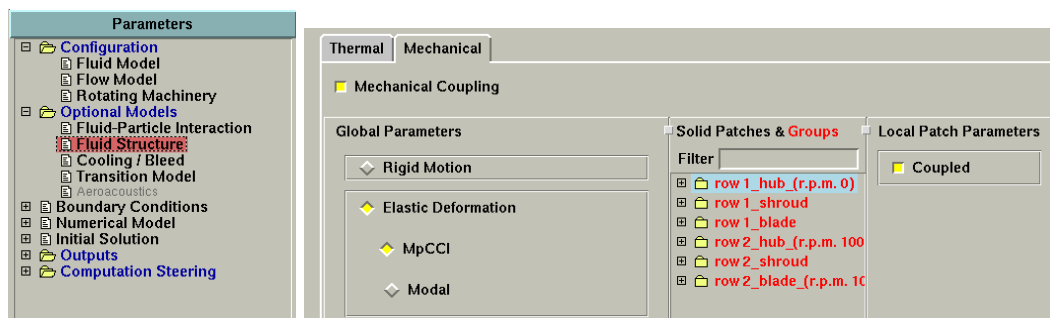 Parameters
Configuration
Fluid Model
Flow Model
Rotating Machinery
Optional Models
Fluid-Particle Interaction
Fluid Structure
Cooling / Bleed
Transition Model
Aeroacoustics
Boundary Conditions
Numerical Model
Initial Solution
Outputs
Computation Steering
Thermal Mechanical
Mechanical Coupling
Global Parameters
Rigid Motion
Elastic Deformation
MpCCI
Modal
Solid Patches & Groups
Filter
row 1_hub_(r.p.m. 0)
row 1_shroud
row 1_blade
row 2_hub_(r.p.m. 100
row 2_shroud
row 2_blade_(r.p.m. 10
Local Patch Parameters
Coupled